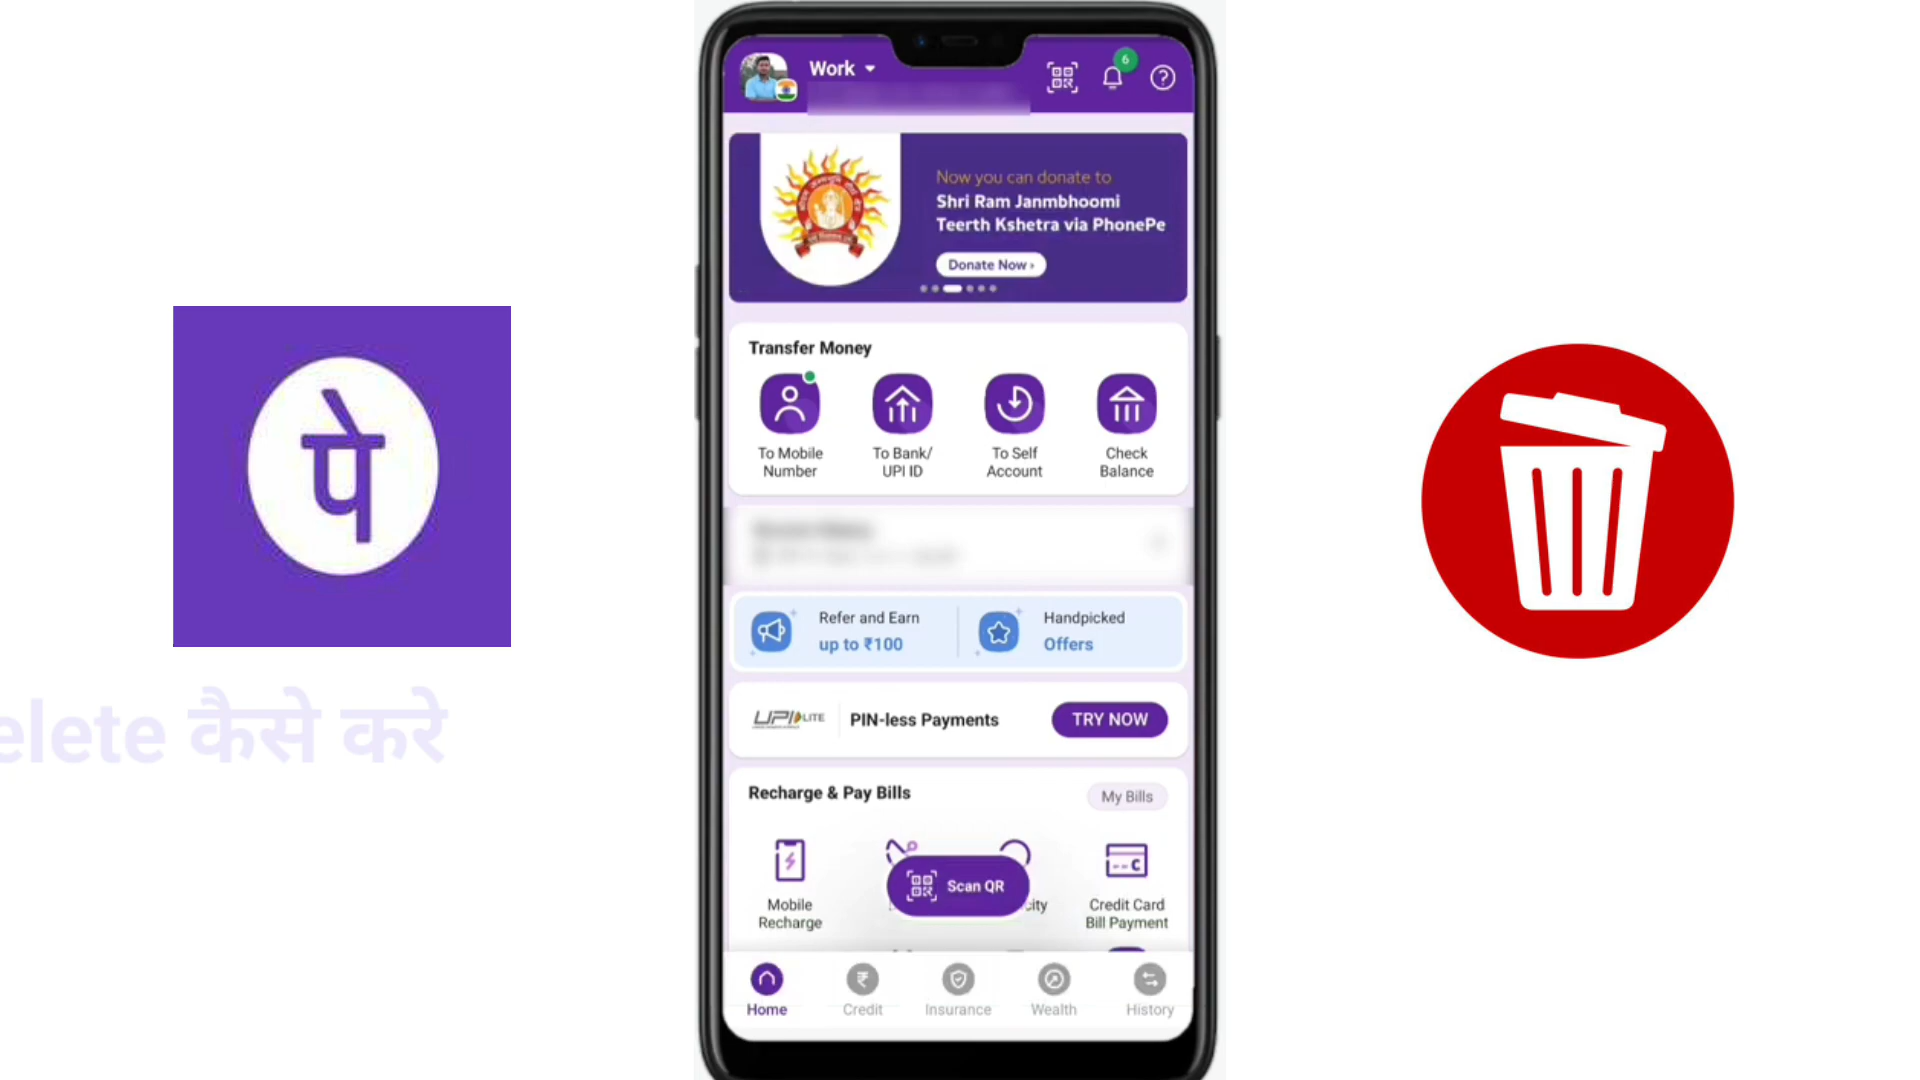 Work
6
Now you can donate to
Shri Ram Janmbhoomi
Teerth Kshetra via PhonePe
Donate Now ›
Transfer Money
To Mobile
Number
To Bank/
UPI ID
To Self
Account
Check
Balance
पे
Refer and Earn
up to ₹100
Handpicked
Offers
elete कैसे करे
UPI LITE
PIN-less Payments
TRY NOW
Recharge & Pay Bills
My Bills
Scan QR
Mobile
Recharge
city
Credit Card
Bill Payment
Home
Credit
Insurance
Wealth
History